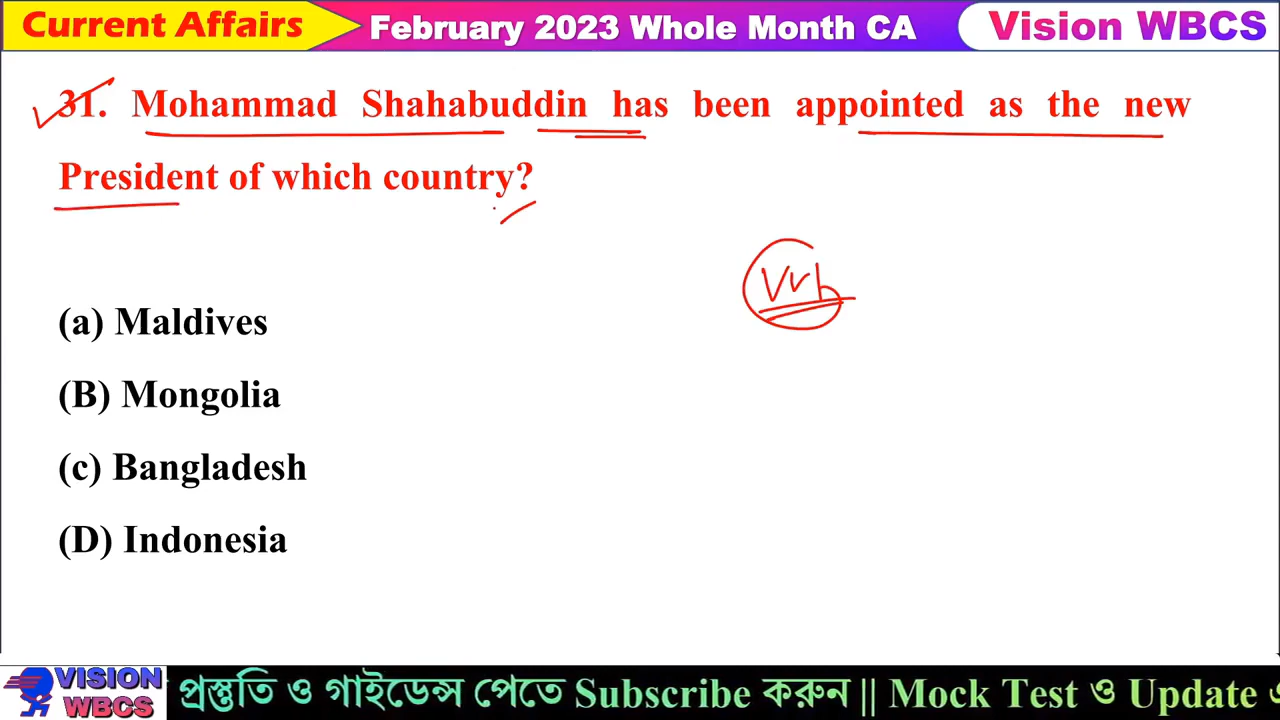 Current Affairs
February 2023 Whole Month CA
Vision WBCS
31. Mohammad Shahabuddin has been appointed as the new
President of which country?
(a) Maldives
(B) Mongolia
(c) Bangladesh
(D) Indonesia
VISION
WBCS
প্রস্তুতি ও গাইডেন্স পেতে Subscribe করুন || Mock Test ও Update